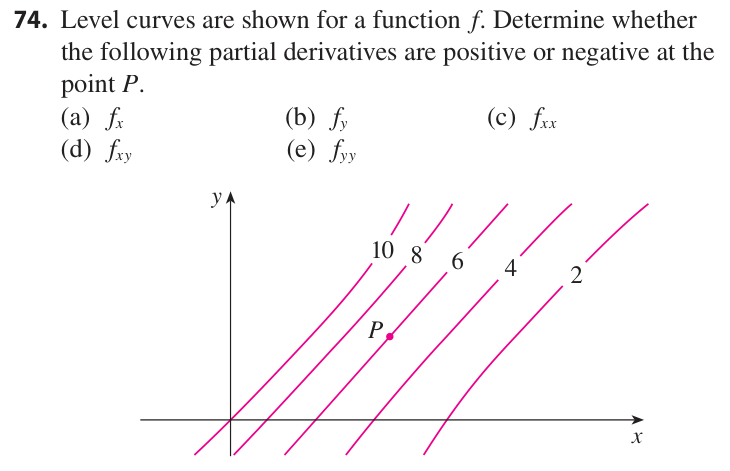 74. Level curves are shown for a function f. Determine whether
the following partial derivatives are positive or negative at the
point P.
(a) fx (b) fy (c) fxx
(d) fxy (e) fyy
y
10 8 6 4 2
P
x